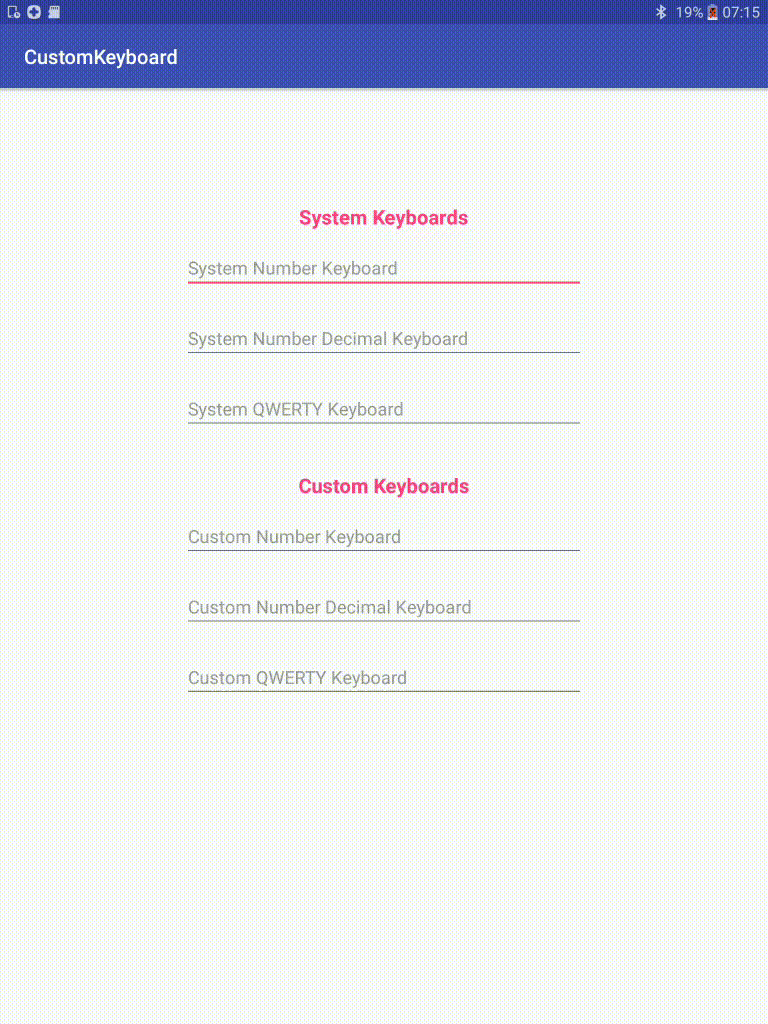 19% 07:15
CustomKeyboard
System Keyboards
System Number Keyboard
System Number Decimal Keyboard
System QWERTY Keyboard
Custom Keyboards
Custom Number Keyboard
Custom Number Decimal Keyboard
Custom QWERTY Keyboard